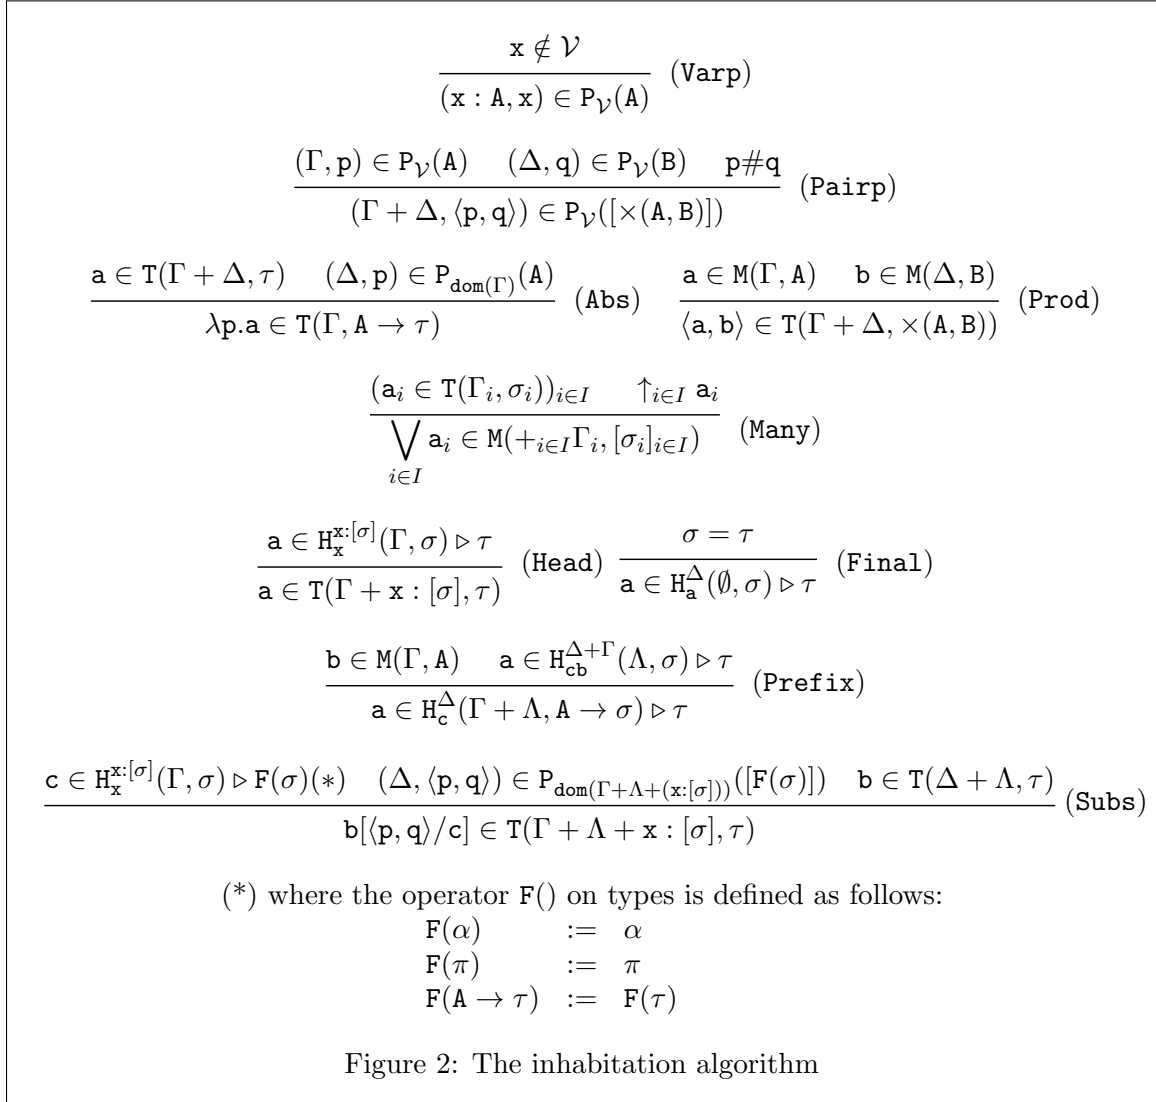 x ∉ 𝒱
(x : A, x) ∈ P_𝒱(A) (Varp)
(Γ, p) ∈ P_𝒱(A) (Δ, q) ∈ P_𝒱(B) p#q
(Γ + Δ, ⟨p, q⟩) ∈ P_𝒱([×(A, B)]) (Pairp)
a ∈ T(Γ + Δ, τ) (Δ, p) ∈ P_dom(Γ)(A)
λp.a ∈ T(Γ, A → τ) (Abs)
a ∈ M(Γ, A) b ∈ M(Δ, B)
⟨a, b⟩ ∈ T(Γ + Δ, ×(A, B)) (Prod)
(a_i ∈ T(Γ_i, σ_i))_{i∈I} ↑_{i∈I} a_i
⋁_{i∈I} a_i ∈ M(+_{i∈I}Γ_i, [σ_i]_{i∈I}) (Many)
a ∈ H_x^{x:[σ]}(Γ, σ) ▹ τ
a ∈ T(Γ + x : [σ], τ) (Head)
σ = τ
a ∈ H_a^Δ(∅, σ) ▹ τ (Final)
b ∈ M(Γ, A) a ∈ H_{cb}^{Δ+Γ}(Λ, σ) ▹ τ
a ∈ H_c^Δ(Γ + Λ, A → σ) ▹ τ (Prefix)
c ∈ H_x^{x:[σ]}(Γ, σ) ▹ F(σ)(*) (Δ, ⟨p, q⟩) ∈ P_{dom(Γ+Λ+(x:[σ]))}([F(σ)]) b ∈ T(Δ + Λ, τ)
b[⟨p, q⟩/c] ∈ T(Γ + Λ + x : [σ], τ) (Subs)
(*) where the operator F() on types is defined as follows:
F(α) := α
F(π) := π
F(A → τ) := F(τ)
Figure 2: The inhabitation algorithm